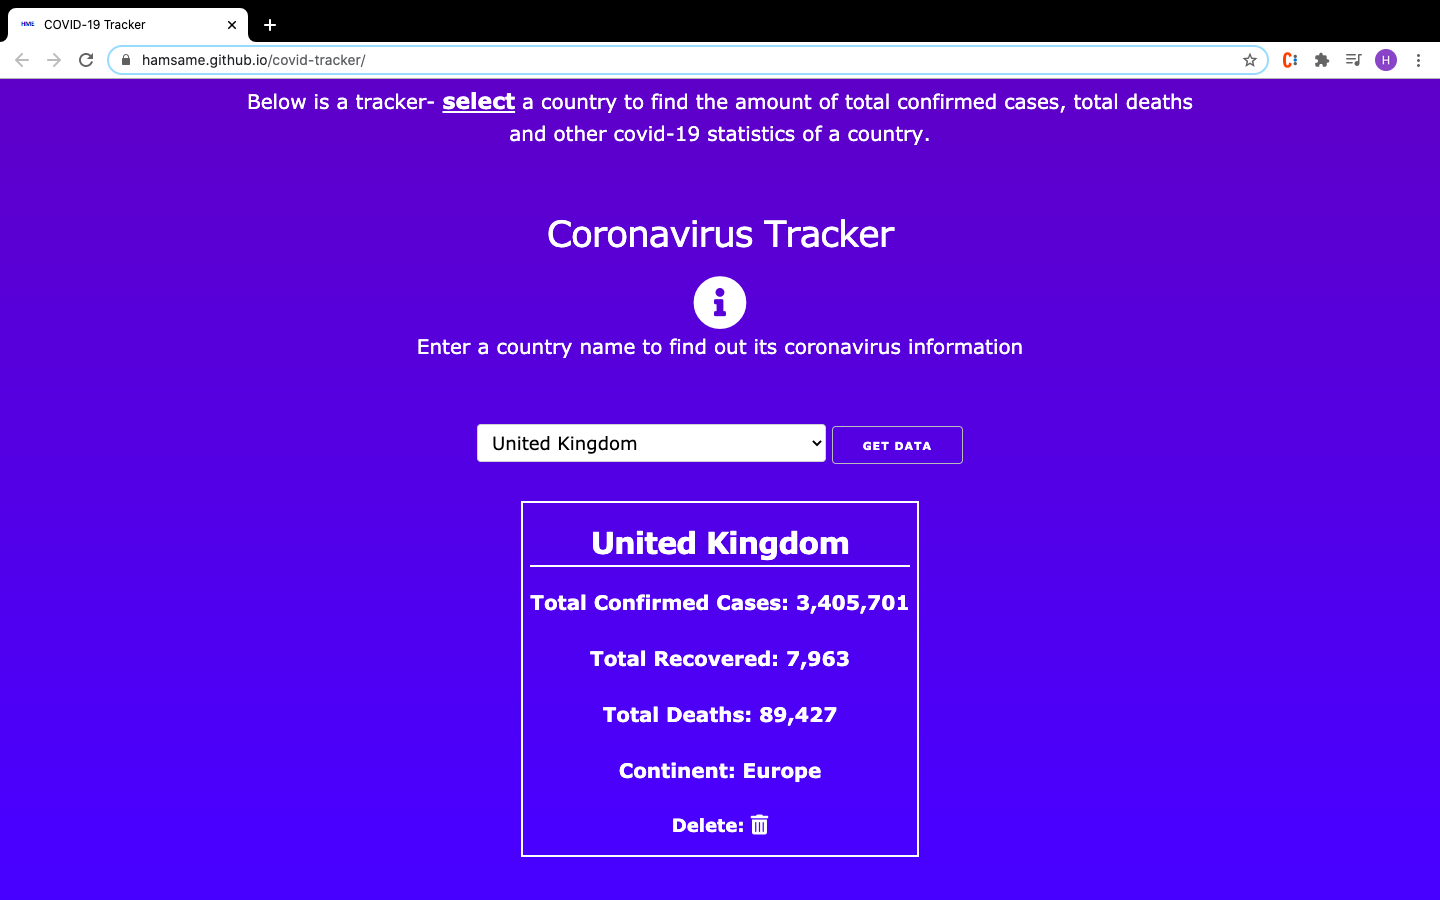 HME COVID-19 Tracker
hamsame.github.io/covid-tracker/
H
Below is a tracker- select a country to find the amount of total confirmed cases, total deaths
and other covid-19 statistics of a country.
Coronavirus Tracker
Enter a country name to find out its coronavirus information
United Kingdom GET DATA
United Kingdom
Total Confirmed Cases: 3,405,701
Total Recovered: 7,963
Total Deaths: 89,427
Continent: Europe
Delete: